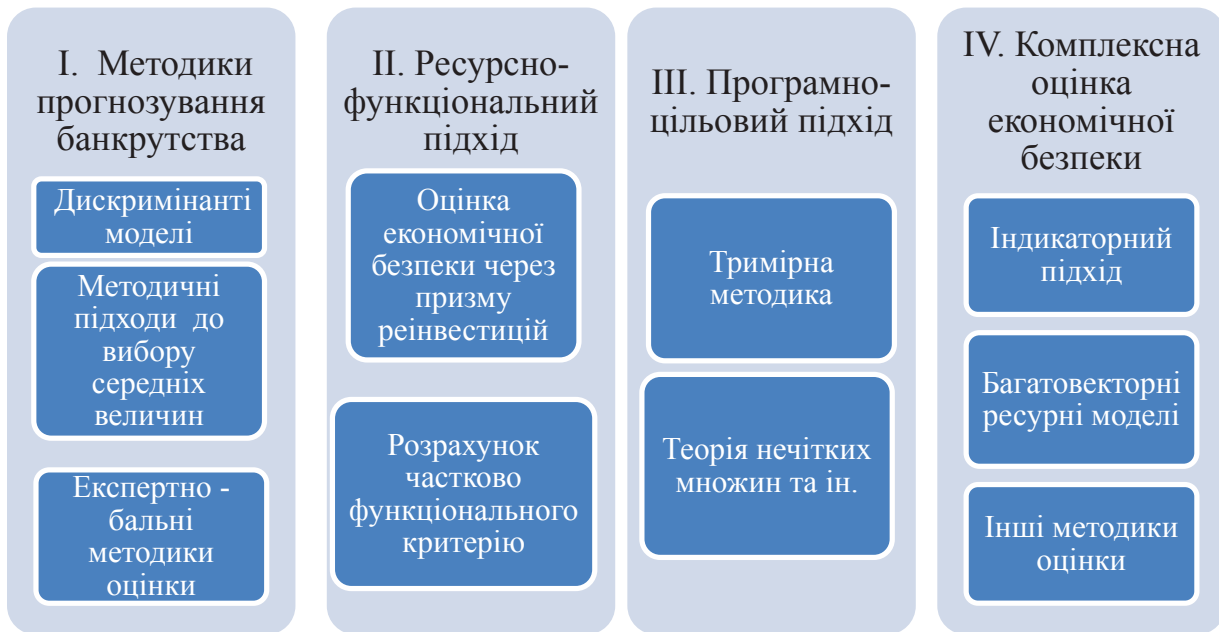 I. Методики
прогнозування
банкрутства
Дискримінанті
моделі
Методичні
підходи до
вибору
середніх
величин
Експертно -
бальні
методики
оцінки
II. Ресурсно-
функціональний
підхід
Оцінка
економічної
безпеки через
призму
реінвестицій
Розрахунок
частково
функціонального
критерію
III. Програмно-
цільовий підхід
Тримірна
методика
Теорія нечітких
множин та ін.
IV. Комплексна
оцінка
економічної
безпеки
Індикаторний
підхід
Багатовекторні
ресурні моделі
Інші методики
оцінки